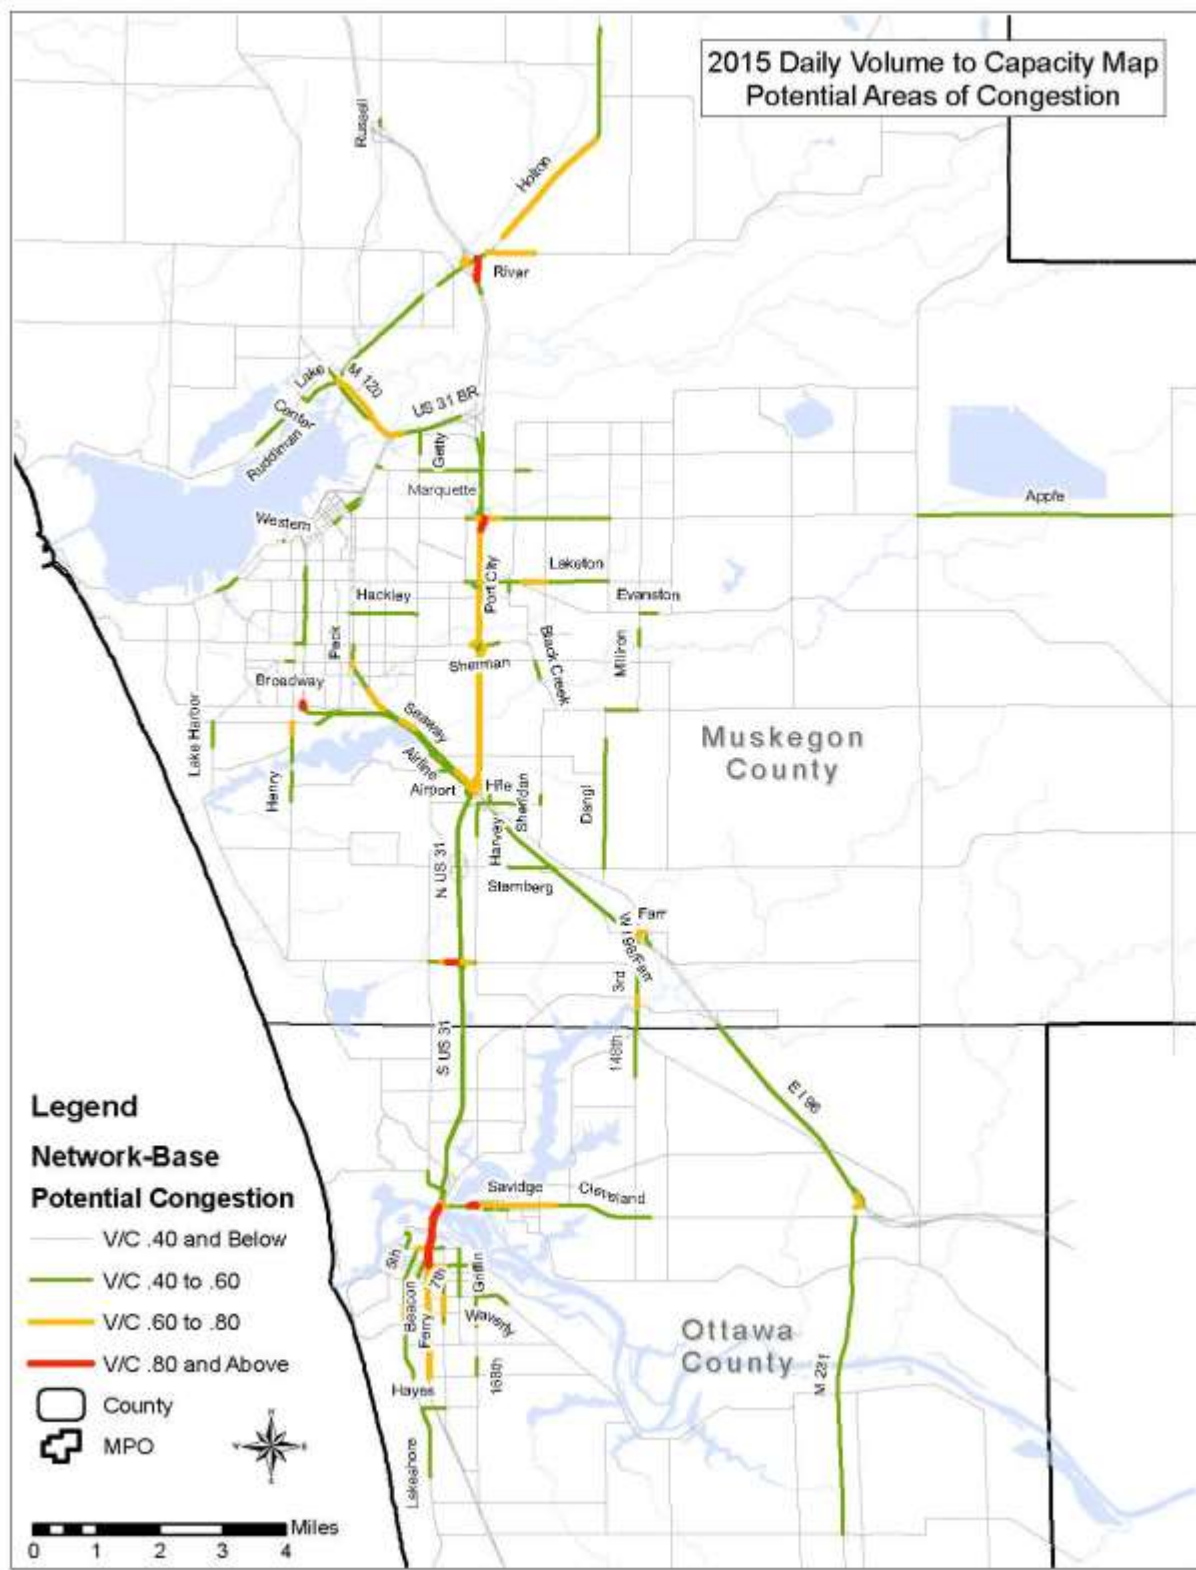 2015 Daily Volume to Capacity Map
Potential Areas of Congestion
Russell
Holton
River
Lake
M 120
US 31 BR
Center
Ruddiman
Getty
Marquette
Apple
Western
Port City
Laketon
Hackley
Evanston
Peck
Black Creek
Milliron
Sherman
Broadway
Lake Harbor
Seaway
Muskegon
County
Airline
Airport
Hile
Henry
Sheridan
Dangl
Harvey
N US 31
Sternberg
Farr
3rd
S US 31
148th
E I 96
Savidge
Cleveland
5th
7th
Griffin
Beacon
Ferry
Waverly
Ottawa
County
M 231
168th
Hayes
Lakeshore
Legend
Network-Base
Potential Congestion
V/C .40 and Below
V/C .40 to .60
V/C .60 to .80
V/C .80 and Above
County
MPO
Miles
0 1 2 3 4